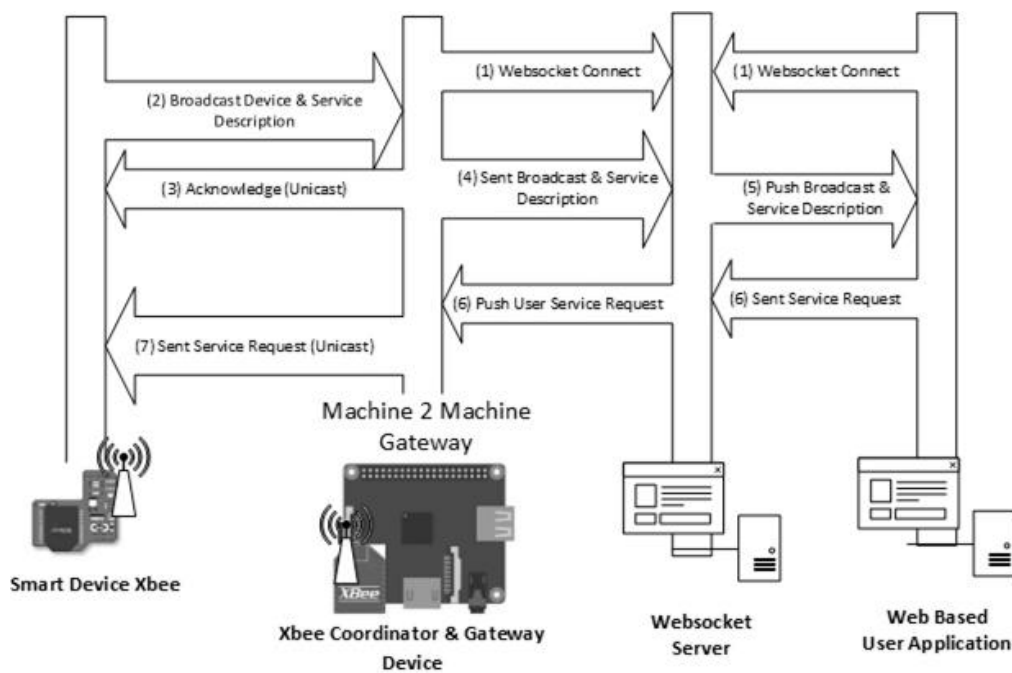 (1) Websocket Connect
(1) Websocket Connect
(2) Broadcast Device & Service
Description
(3) Acknowledge (Unicast)
(4) Sent Broadcast & Service
Description
(5) Push Broadcast &
Service Description
(6) Push User Service Request
(6) Sent Service Request
(7) Sent Service Request (Unicast)
Machine 2 Machine
Gateway
XBee
Smart Device Xbee
Xbee Coordinator & Gateway
Device
Websocket
Server
Web Based
User Application